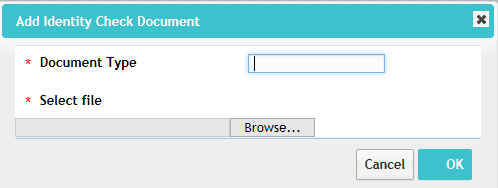 Add Identity Check Document
* Document Type
* Select file
Browse...
Cancel OK